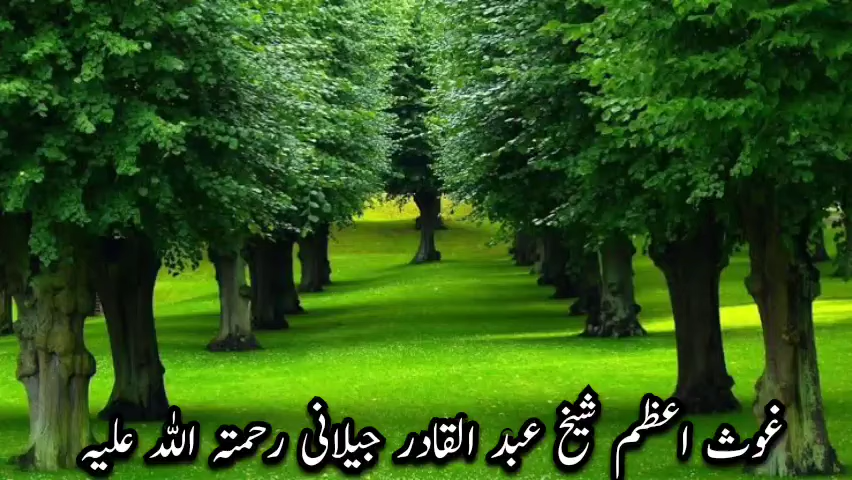 غوث اعظم شیخ عبد القادر جیلانی رحمتہ اللہ علیہ